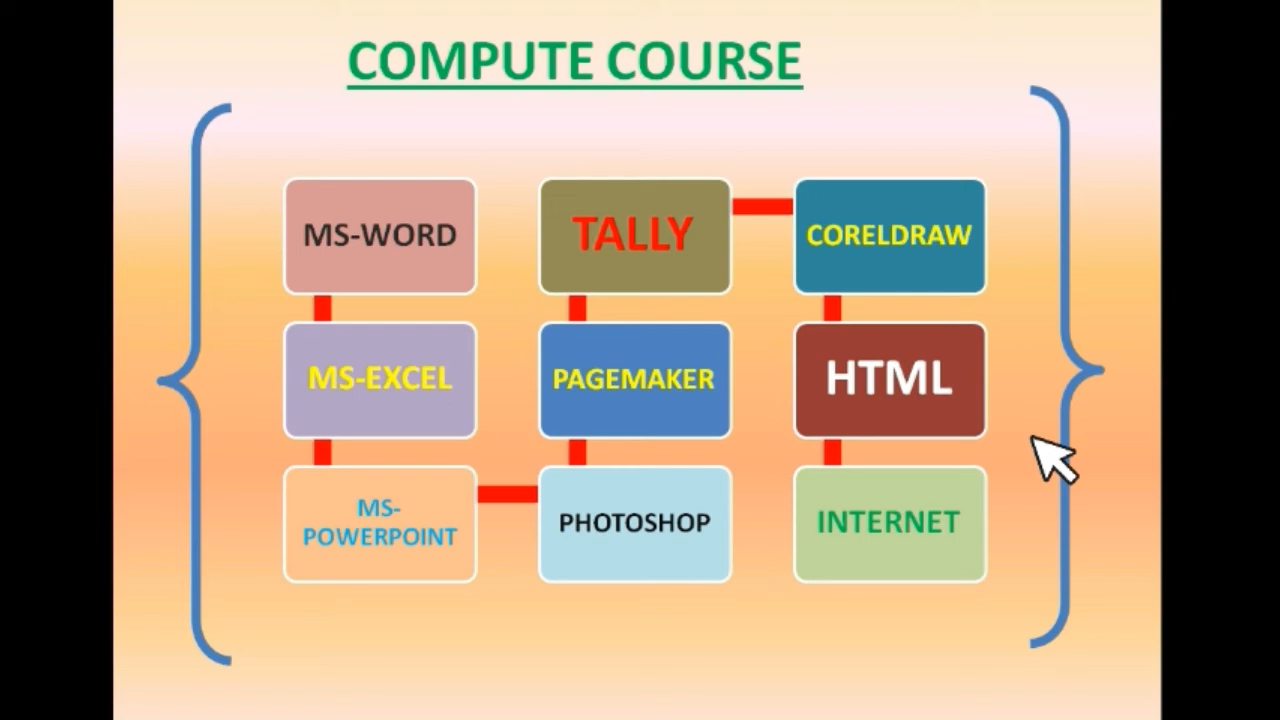 COMPUTE COURSE
MS-WORD
TALLY
CORELDRAW
MS-EXCEL
PAGEMAKER
HTML
MS-
POWERPOINT
PHOTOSHOP
INTERNET